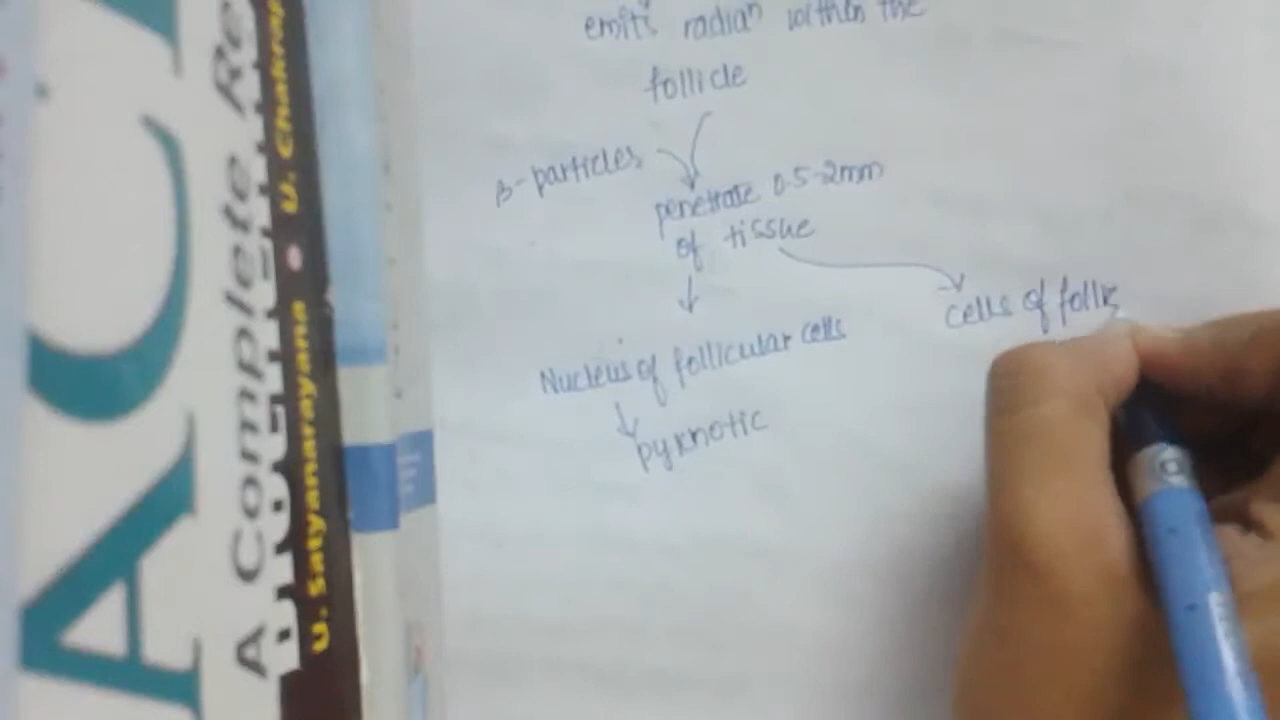 emits radian within the
follicle
β-particles
penetrate 0.5-2mm
of tissue
cells of follic
Nucleus of follicular cells
pyknotic
A Complete Re
U. Satyanarayana • U. Chakrap